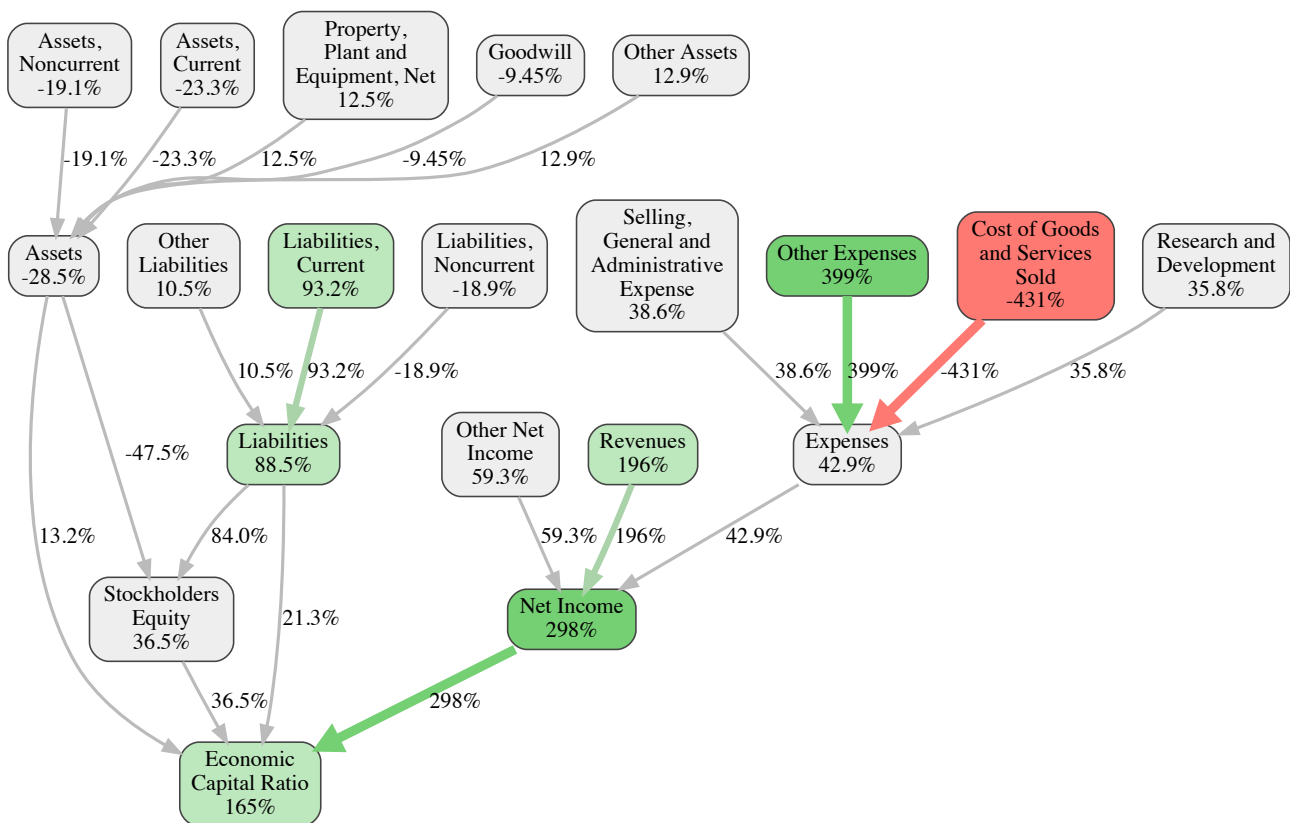 Assets,
Noncurrent
-19.1%
Assets,
Current
-23.3%
Property,
Plant and
Equipment, Net
12.5%
Goodwill
-9.45%
Other Assets
12.9%
-19.1%
-23.3%
12.5%
-9.45%
12.9%
Assets
-28.5%
Other
Liabilities
10.5%
Liabilities,
Current
93.2%
Liabilities,
Noncurrent
-18.9%
Selling,
General and
Administrative
Expense
38.6%
Other Expenses
399%
Cost of Goods
and Services
Sold
-431%
Research and
Development
35.8%
10.5%
93.2%
-18.9%
38.6%
399%
-431%
35.8%
-47.5%
Liabilities
88.5%
Other Net
Income
59.3%
Revenues
196%
Expenses
42.9%
13.2%
84.0%
59.3%
196%
42.9%
Stockholders
Equity
36.5%
21.3%
Net Income
298%
36.5%
298%
Economic
Capital Ratio
165%